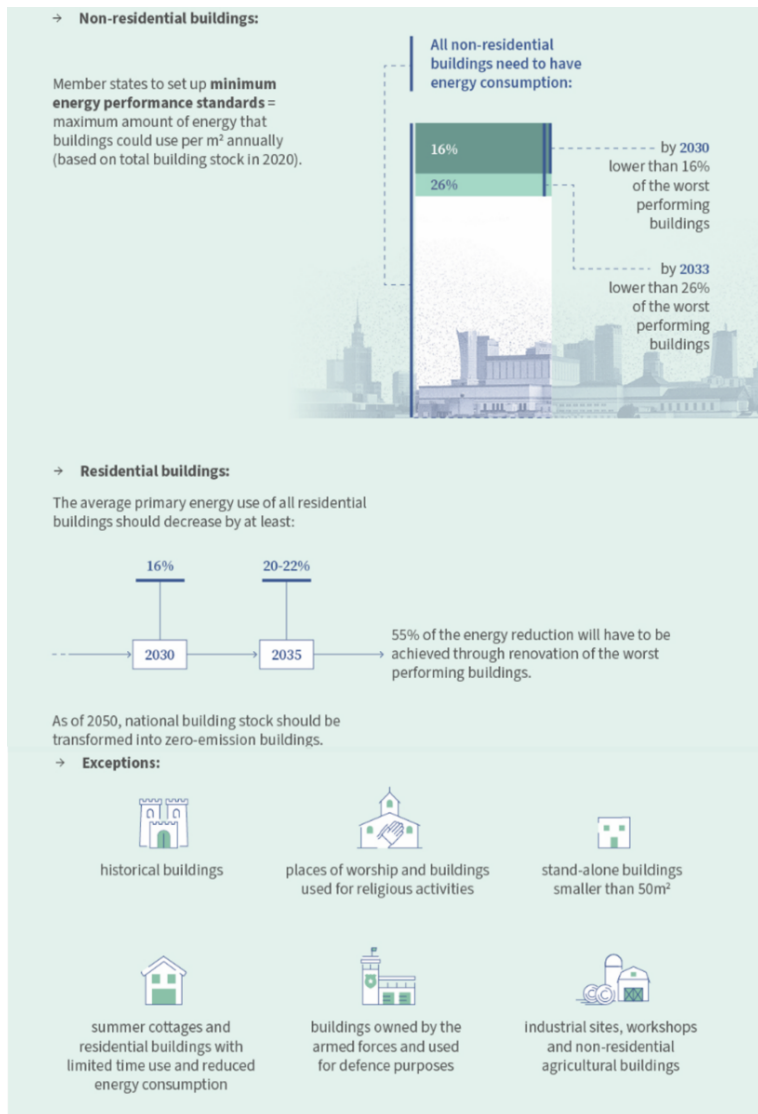 → Non-residential buildings:
Member states to set up minimum
energy performance standards =
maximum amount of energy that
buildings could use per m² annually
(based on total building stock in 2020).
All non-residential
buildings need to have
energy consumption:
16%
26%
by 2030
lower than 16%
of the worst
performing
buildings
by 2033
lower than 26%
of the worst
performing
buildings
→ Residential buildings:
The average primary energy use of all residential
buildings should decrease by at least:
16%
20-22%
2030
2035
55% of the energy reduction will have to be
achieved through renovation of the worst
performing buildings.
As of 2050, national building stock should be
transformed into zero-emission buildings.
→ Exceptions:
historical buildings
places of worship and buildings
used for religious activities
stand-alone buildings
smaller than 50m²
summer cottages and
residential buildings with
limited time use and reduced
energy consumption
buildings owned by the
armed forces and used
for defence purposes
industrial sites, workshops
and non-residential
agricultural buildings